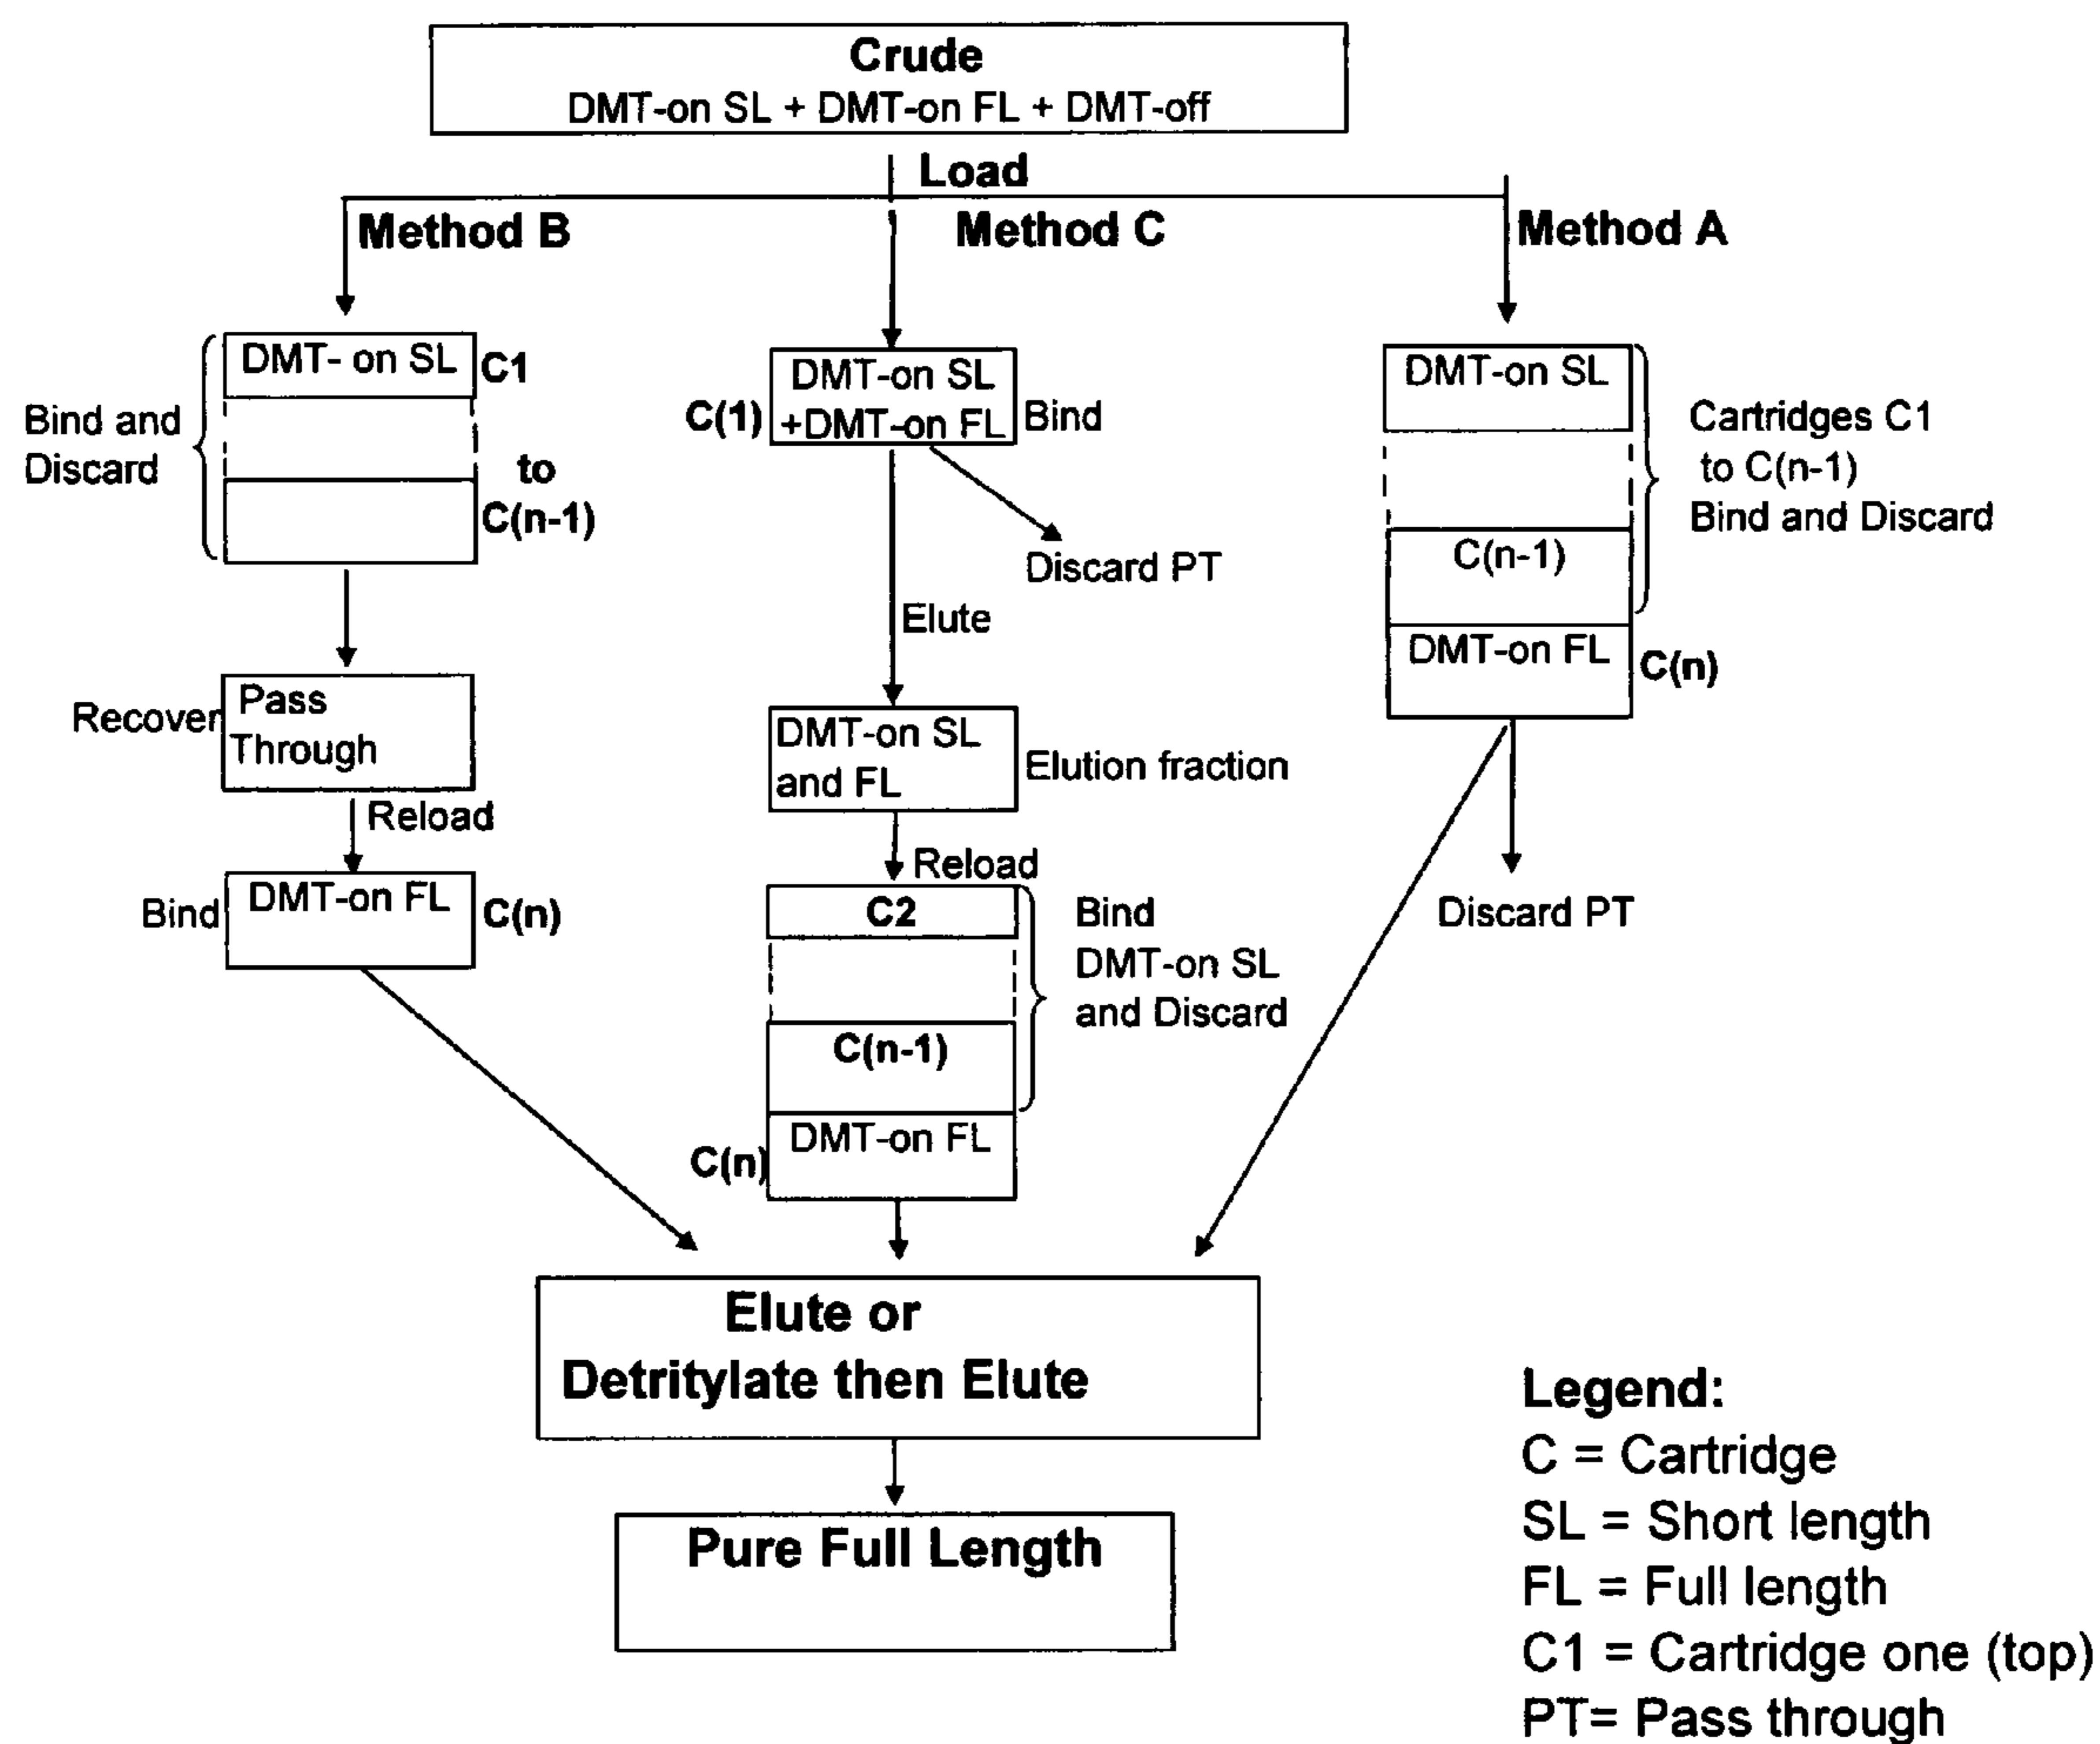 Crude
DMT-on SL + DMT-on FL + DMT-off
Load
Method B
Method C
Method A
DMT- on SL
C1
Bind and
Discard
to
C(n-1)
Pass
Through
Recover
Reload
DMT-on FL
Bind
C(n)
DMT-on SL
+DMT-on FL
C(1)
Bind
Discard PT
Elute
DMT-on SL
and FL
Elution fraction
Reload
C2
Bind
DMT-on SL
and Discard
C(n-1)
DMT-on FL
C(n)
DMT-on SL
Cartridges C1
to C(n-1)
Bind and Discard
C(n-1)
DMT-on FL
C(n)
Discard PT
Elute or
Detritylate then Elute
Pure Full Length
Legend:
C = Cartridge
SL = Short length
FL = Full length
C1 = Cartridge one (top)
PT= Pass through